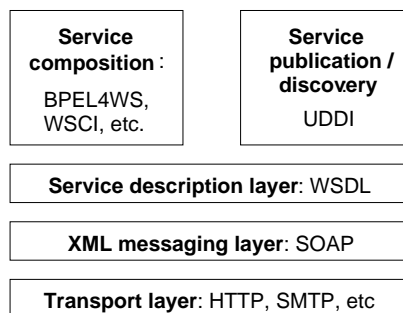 Service
composition :
BPEL4WS,
WSCI, etc.
Service
publication /
discovery
UDDI
Service description layer: WSDL
XML messaging layer: SOAP
Transport layer: HTTP, SMTP, etc